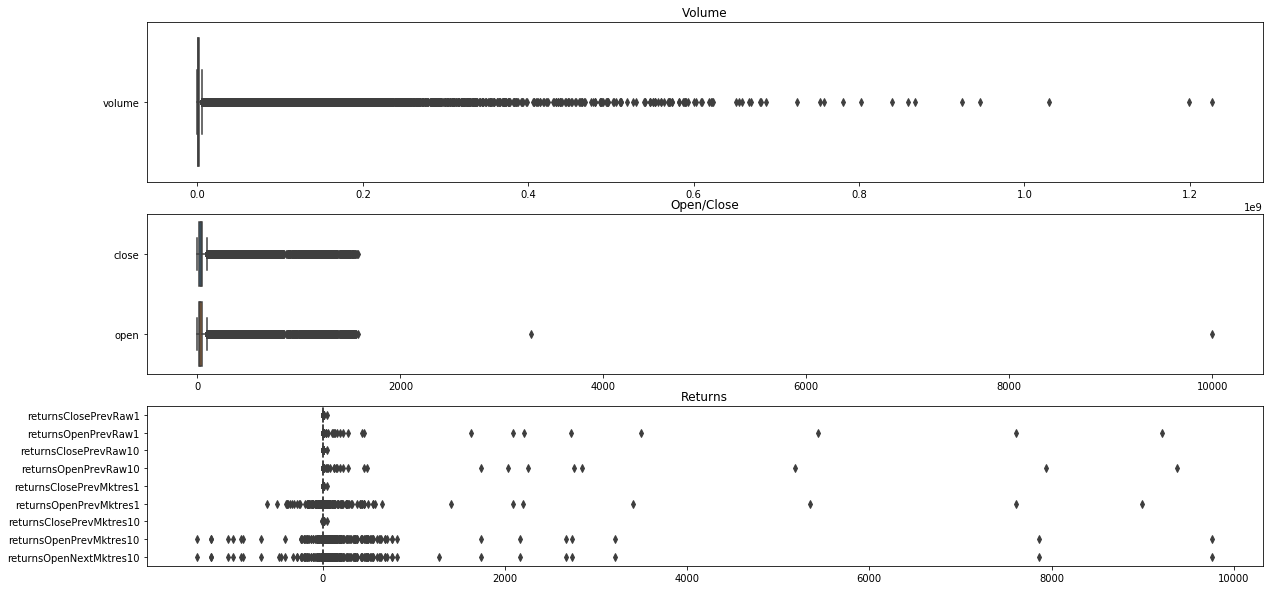 Volume
volume
0.0 0.2 0.4 0.6 0.8 1.0 1.2
1e9
Open/Close
close
open
0 2000 4000 6000 8000 10000
Returns
returnsClosePrevRaw1
returnsOpenPrevRaw1
returnsClosePrevRaw10
returnsOpenPrevRaw10
returnsClosePrevMktres1
returnsOpenPrevMktres1
returnsClosePrevMktres10
returnsOpenPrevMktres10
returnsOpenNextMktres10
0 2000 4000 6000 8000 10000